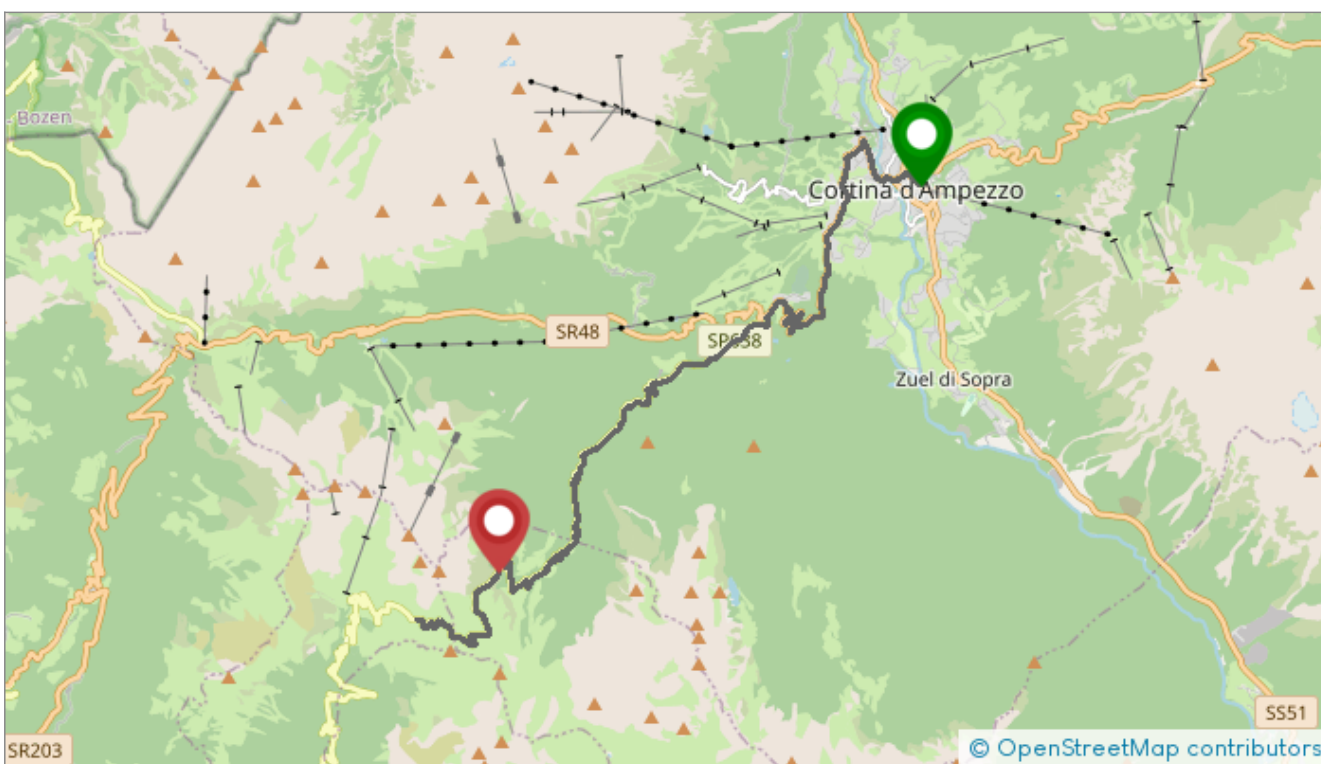 Bozen
Cortina d'Ampezzo
SR48
SP638
Zuel di Sopra
SS51
SR203
© OpenStreetMap contributors